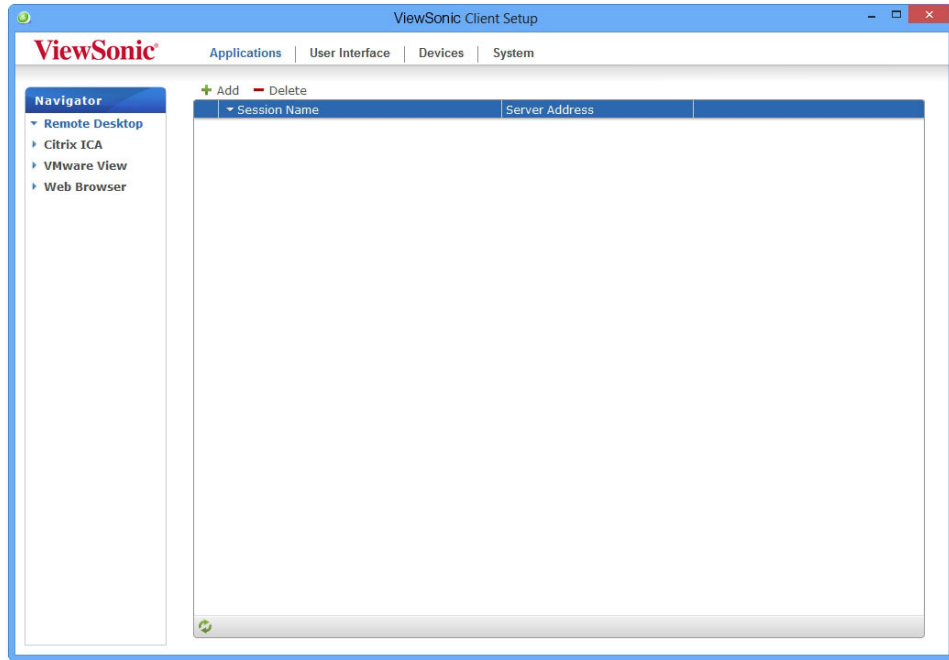 ViewSonic Client Setup
ViewSonic®
Applications | User Interface | Devices | System
Navigator
Remote Desktop
Citrix ICA
VMware View
Web Browser
Add Delete
Session Name Server Address